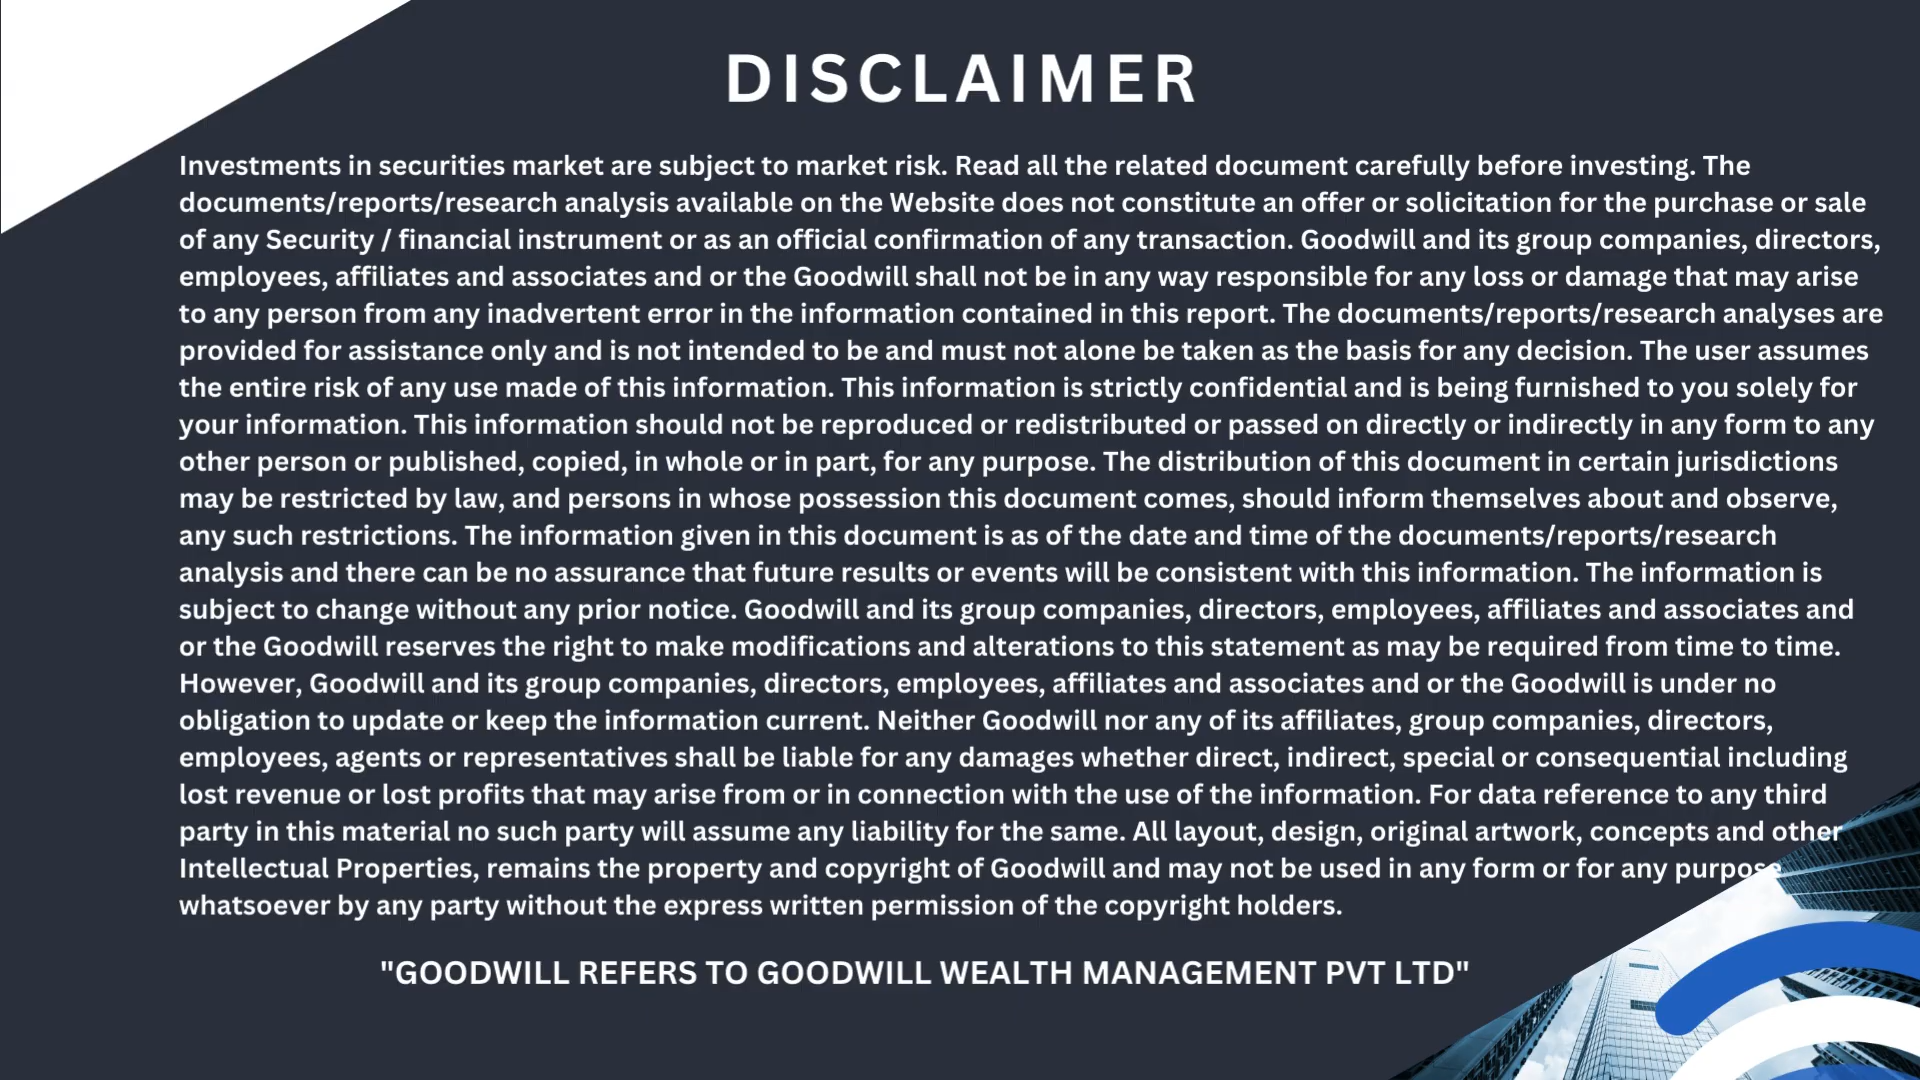 DISCLAIMER
Investments in securities market are subject to market risk. Read all the related document carefully before investing. The
documents/reports/research analysis available on the Website does not constitute an offer or solicitation for the purchase or sale
of any Security / financial instrument or as an official confirmation of any transaction. Goodwill and its group companies, directors,
employees, affiliates and associates and or the Goodwill shall not be in any way responsible for any loss or damage that may arise
to any person from any inadvertent error in the information contained in this report. The documents/reports/research analyses are
provided for assistance only and is not intended to be and must not alone be taken as the basis for any decision. The user assumes
the entire risk of any use made of this information. This information is strictly confidential and is being furnished to you solely for
your information. This information should not be reproduced or redistributed or passed on directly or indirectly in any form to any
other person or published, copied, in whole or in part, for any purpose. The distribution of this document in certain jurisdictions
may be restricted by law, and persons in whose possession this document comes, should inform themselves about and observe,
any such restrictions. The information given in this document is as of the date and time of the documents/reports/research
analysis and there can be no assurance that future results or events will be consistent with this information. The information is
subject to change without any prior notice. Goodwill and its group companies, directors, employees, affiliates and associates and
or the Goodwill reserves the right to make modifications and alterations to this statement as may be required from time to time.
However, Goodwill and its group companies, directors, employees, affiliates and associates and or the Goodwill is under no
obligation to update or keep the information current. Neither Goodwill nor any of its affiliates, group companies, directors,
employees, agents or representatives shall be liable for any damages whether direct, indirect, special or consequential including
lost revenue or lost profits that may arise from or in connection with the use of the information. For data reference to any third
party in this material no such party will assume any liability for the same. All layout, design, original artwork, concepts and other
Intellectual Properties, remains the property and copyright of Goodwill and may not be used in any form or for any purpose
whatsoever by any party without the express written permission of the copyright holders.
"GOODWILL REFERS TO GOODWILL WEALTH MANAGEMENT PVT LTD"